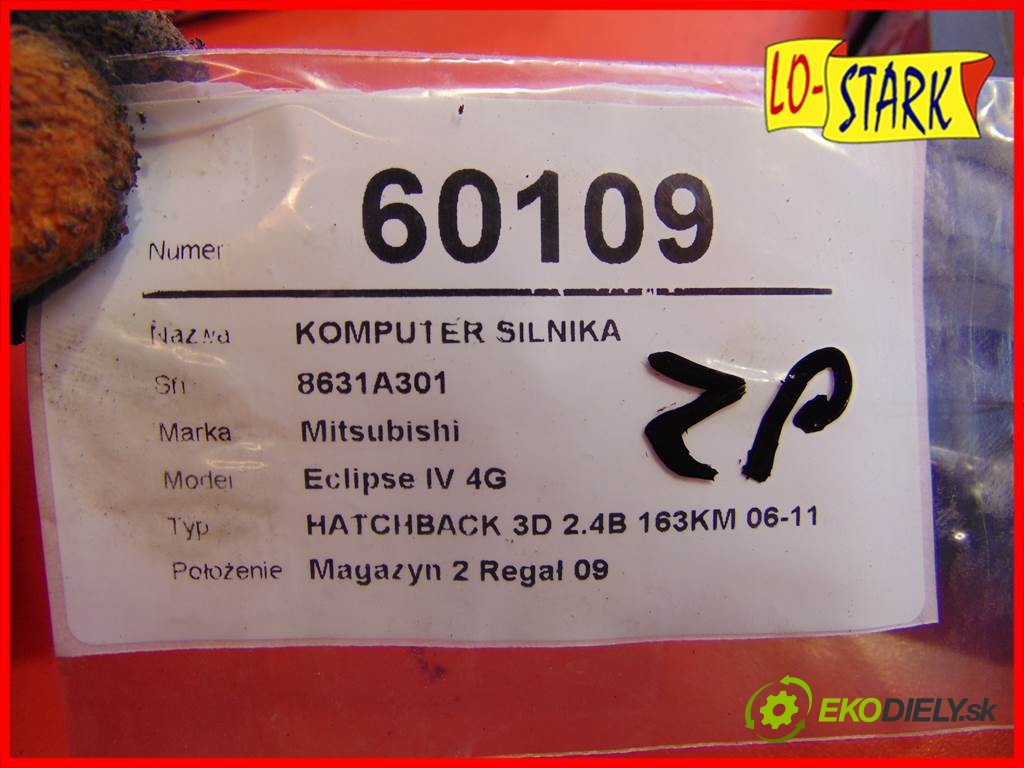 LO-STARK
Numer 60109
Nazwa KOMPUTER SILNIKA
Sn 8631A301
Marka Mitsubishi
Model Eclipse IV 4G
Typ HATCHBACK 3D 2.4B 163KM 06-11
Położenie Magazyn 2 Regał 09
ZP
EKODIELY.sk